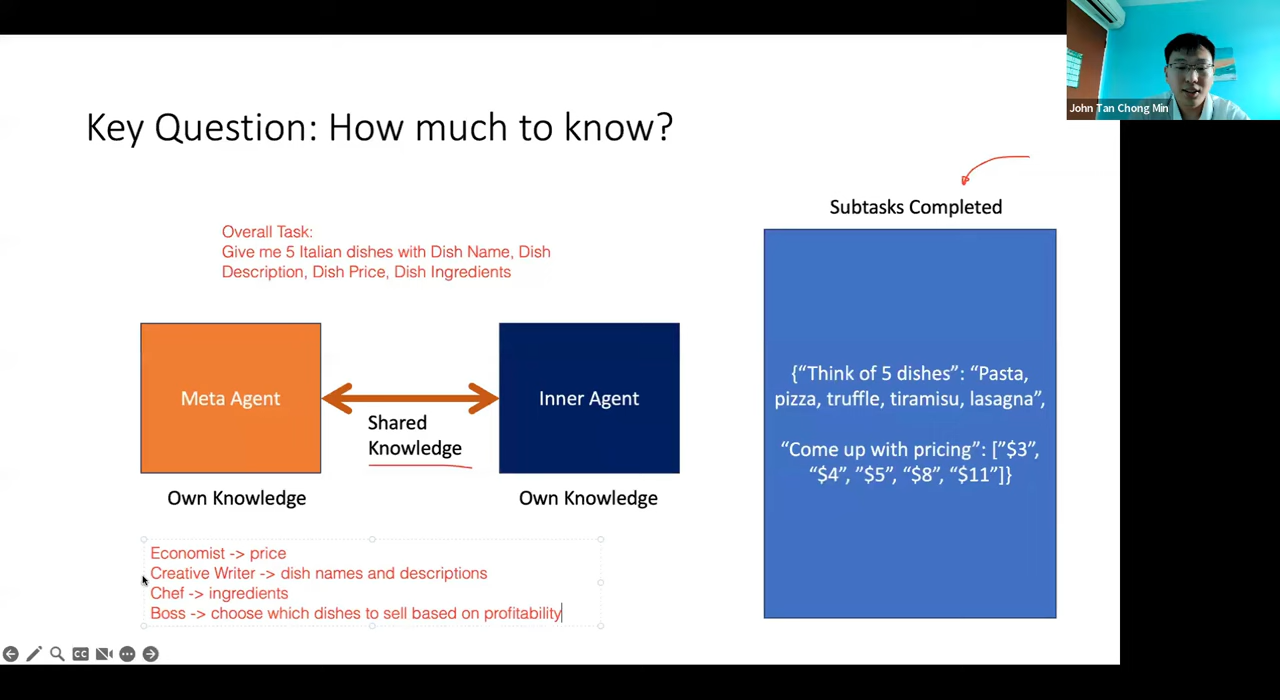 John Tan Chong Min
Key Question: How much to know?
Overall Task:
Give me 5 Italian dishes with Dish Name, Dish
Description, Dish Price, Dish Ingredients
Meta Agent
Shared
Knowledge
Inner Agent
Own Knowledge
Own Knowledge
Economist -> price
Creative Writer -> dish names and descriptions
Chef -> ingredients
Boss -> choose which dishes to sell based on profitability
Subtasks Completed
{“Think of 5 dishes”: “Pasta,
pizza, truffle, tiramisu, lasagna”,
“Come up with pricing”: [”$3”,
“$4”, ”$5”, “$8”, “$11”]}
CC